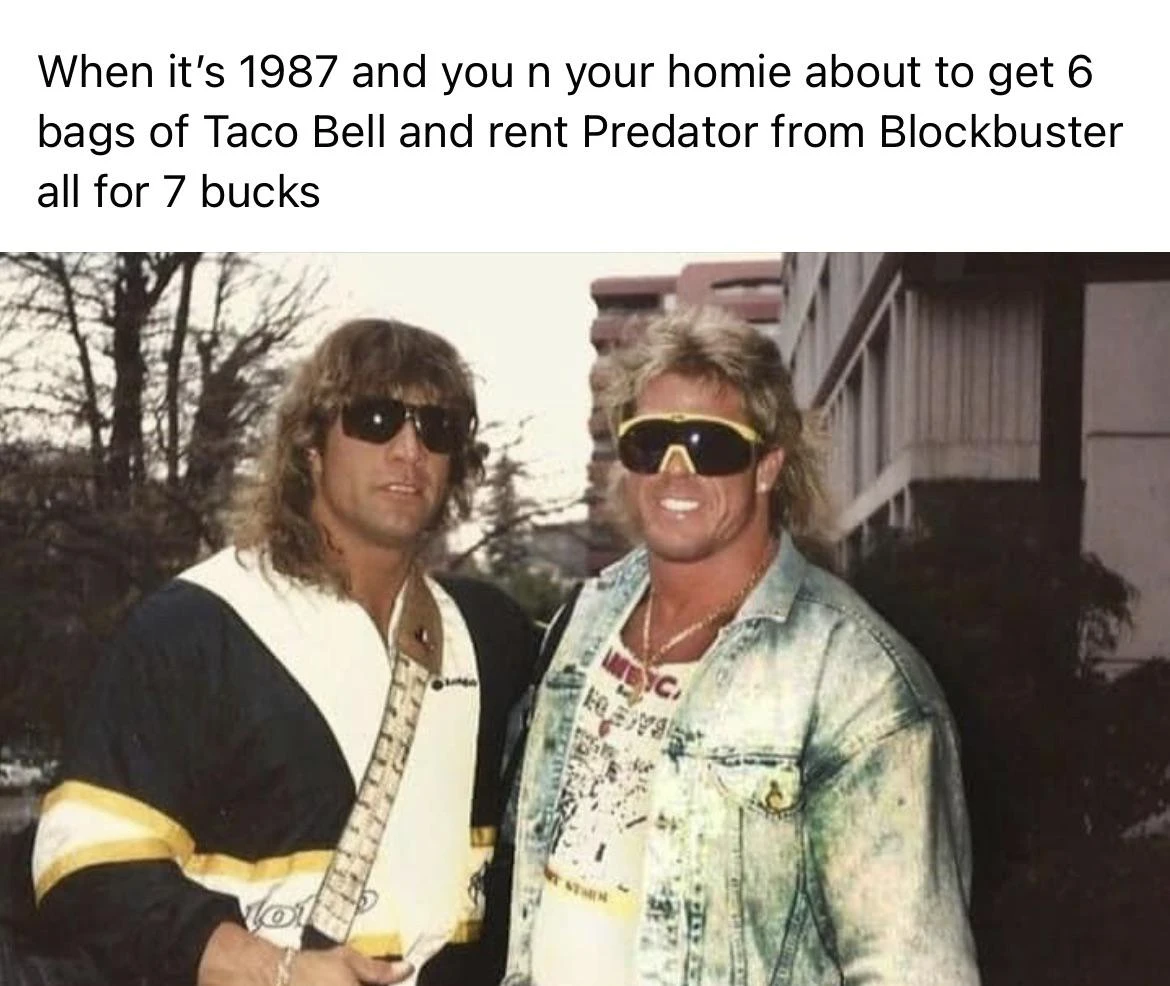 When it's 1987 and you n your homie about to get 6
bags of Taco Bell and rent Predator from Blockbuster
all for 7 bucks